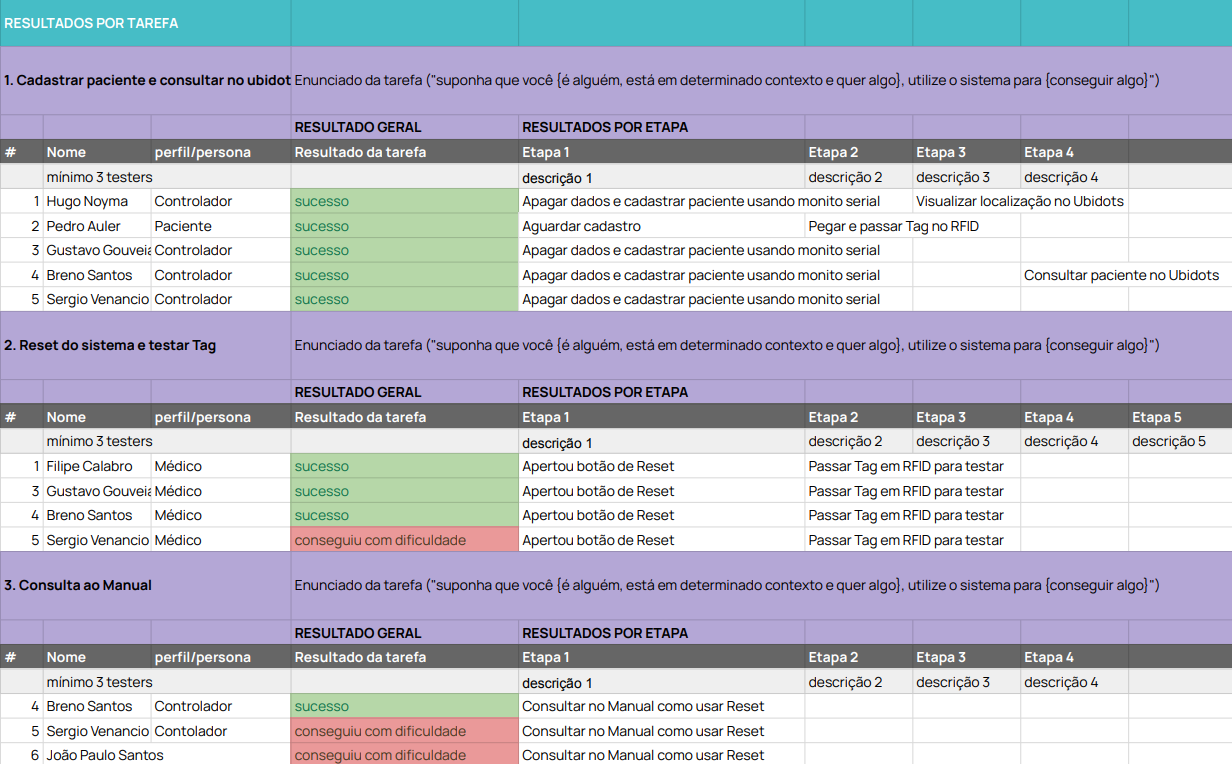 RESULTADOS POR TAREFA
1. Cadastrar paciente e consultar no ubidot Enunciado da tarefa ("suponha que você {é alguém, está em determinado contexto e quer algo}, utilize o sistema para {conseguir algo}")
RESULTADO GERAL RESULTADOS POR ETAPA
# Nome perfil/persona Resultado da tarefa Etapa 1 Etapa 2 Etapa 3 Etapa 4
mínimo 3 testers descrição 1 descrição 2 descrição 3 descrição 4
1 Hugo Noyma Controlador sucesso Apagar dados e cadastrar paciente usando monito serial Visualizar localização no Ubidots
2 Pedro Auler Paciente sucesso Aguardar cadastro Pegar e passar Tag no RFID
3 Gustavo Gouveia Controlador sucesso Apagar dados e cadastrar paciente usando monito serial
4 Breno Santos Controlador sucesso Apagar dados e cadastrar paciente usando monito serial Consultar paciente no Ubidots
5 Sergio Venancio Controlador sucesso Apagar dados e cadastrar paciente usando monito serial
2. Reset do sistema e testar Tag Enunciado da tarefa ("suponha que você {é alguém, está em determinado contexto e quer algo}, utilize o sistema para {conseguir algo}")
RESULTADO GERAL RESULTADOS POR ETAPA
# Nome perfil/persona Resultado da tarefa Etapa 1 Etapa 2 Etapa 3 Etapa 4 Etapa 5
mínimo 3 testers descrição 1 descrição 2 descrição 3 descrição 4 descrição 5
1 Filipe Calabro Médico sucesso Apertou botão de Reset Passar Tag em RFID para testar
3 Gustavo Gouveia Médico sucesso Apertou botão de Reset Passar Tag em RFID para testar
4 Breno Santos Médico sucesso Apertou botão de Reset Passar Tag em RFID para testar
5 Sergio Venancio Médico conseguiu com dificuldade Apertou botão de Reset Passar Tag em RFID para testar
3. Consulta ao Manual Enunciado da tarefa ("suponha que você {é alguém, está em determinado contexto e quer algo}, utilize o sistema para {conseguir algo}")
RESULTADO GERAL RESULTADOS POR ETAPA
# Nome perfil/persona Resultado da tarefa Etapa 1 Etapa 2 Etapa 3 Etapa 4
mínimo 3 testers descrição 1 descrição 2 descrição 3 descrição 4
4 Breno Santos Controlador sucesso Consultar no Manual como usar Reset
5 Sergio Venancio Contolador conseguiu com dificuldade Consultar no Manual como usar Reset
6 João Paulo Santos conseguiu com dificuldade Consultar no Manual como usar Reset